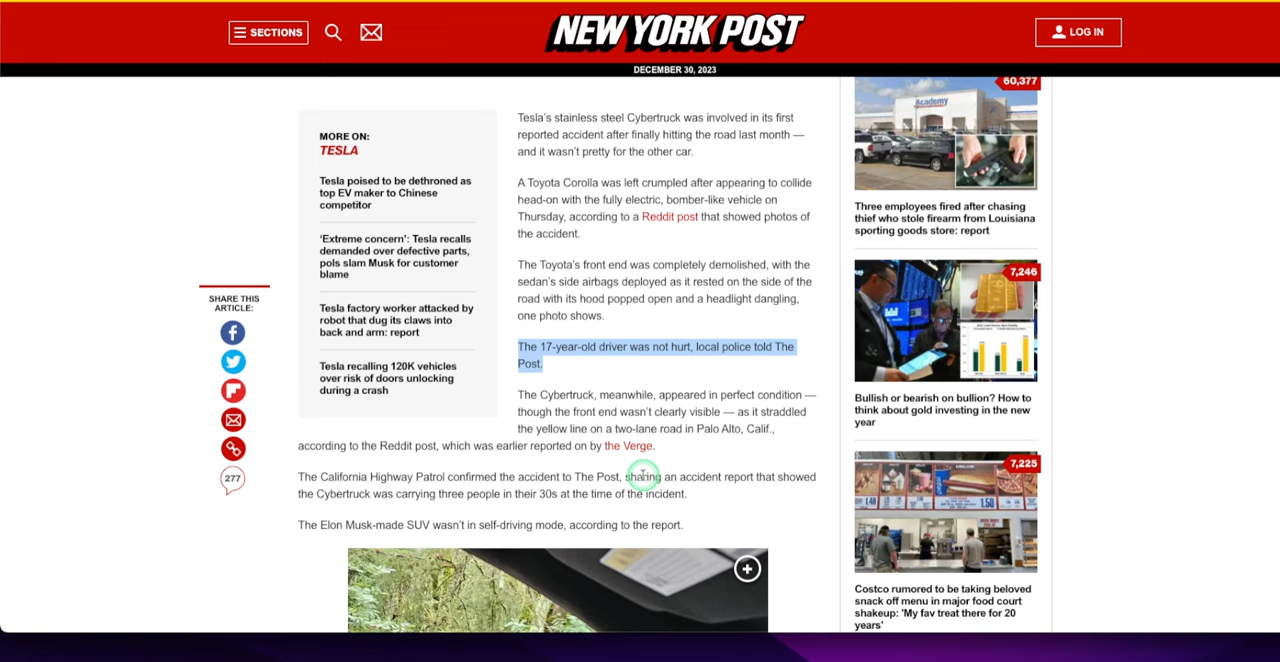 SECTIONS
NEW YORK POST
LOG IN
DECEMBER 30, 2023
MORE ON:
TESLA
Tesla poised to be dethroned as
top EV maker to Chinese
competitor
‘Extreme concern’: Tesla recalls
demanded over defective parts,
pols slam Musk for customer
blame
Tesla factory worker attacked by
robot that dug its claws into
back and arm: report
Tesla recalling 120K vehicles
over risk of doors unlocking
during a crash
SHARE THIS
ARTICLE:
277
Tesla’s stainless steel Cybertruck was involved in its first
reported accident after finally hitting the road last month —
and it wasn’t pretty for the other car.
A Toyota Corolla was left crumpled after appearing to collide
head-on with the fully electric, bomber-like vehicle on
Thursday, according to a Reddit post that showed photos of
the accident.
The Toyota’s front end was completely demolished, with the
sedan’s side airbags deployed as it rested on the side of the
road with its hood popped open and a headlight dangling,
one photo shows.
The 17-year-old driver was not hurt, local police told The
Post.
The Cybertruck, meanwhile, appeared in perfect condition —
though the front end wasn’t clearly visible — as it straddled
the yellow line on a two-lane road in Palo Alto, Calif.,
according to the Reddit post, which was earlier reported on by the Verge.
The California Highway Patrol confirmed the accident to The Post, sharing an accident report that showed
the Cybertruck was carrying three people in their 30s at the time of the incident.
The Elon Musk-made SUV wasn’t in self-driving mode, according to the report.
60,377
Academy
Three employees fired after chasing
thief who stole firearm from Louisiana
sporting goods store: report
7,246
Bullish or bearish on bullion? How to
think about gold investing in the new
year
7,225
1.50
Costco rumored to be taking beloved
snack off menu in major food court
shakeup: 'My fav treat there for 20
years'